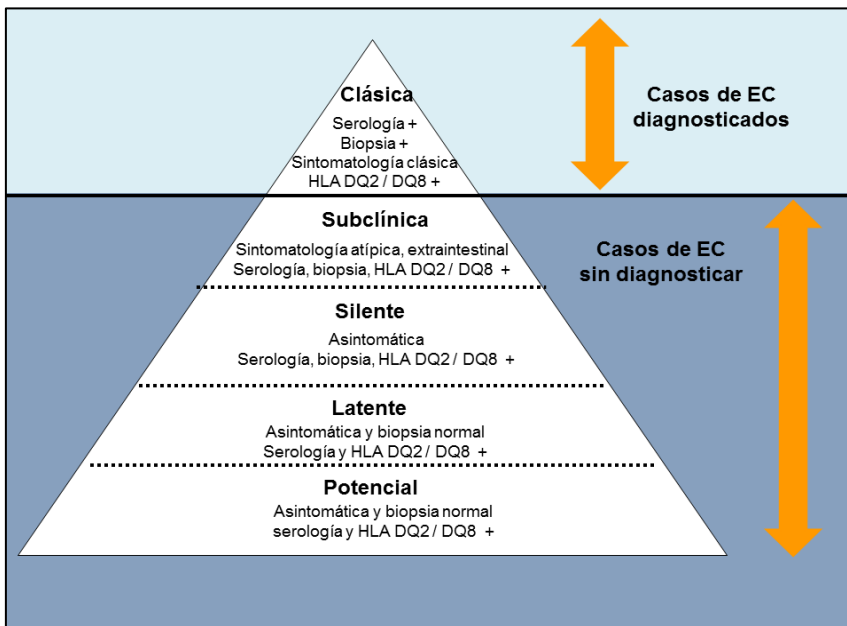 Clásica
Serología +
Biopsia +
Sintomatología clásica
HLA DQ2 / DQ8 +
Casos de EC
diagnosticados
Subclínica
Sintomatología atípica, extraintestinal
Serología, biopsia, HLA DQ2 / DQ8 +
Casos de EC
sin diagnosticar
Silente
Asintomática
Serología, biopsia, HLA DQ2 / DQ8 +
Latente
Asintomática y biopsia normal
Serología y HLA DQ2 / DQ8 +
Potencial
Asintomática y biopsia normal
serología y HLA DQ2 / DQ8 +